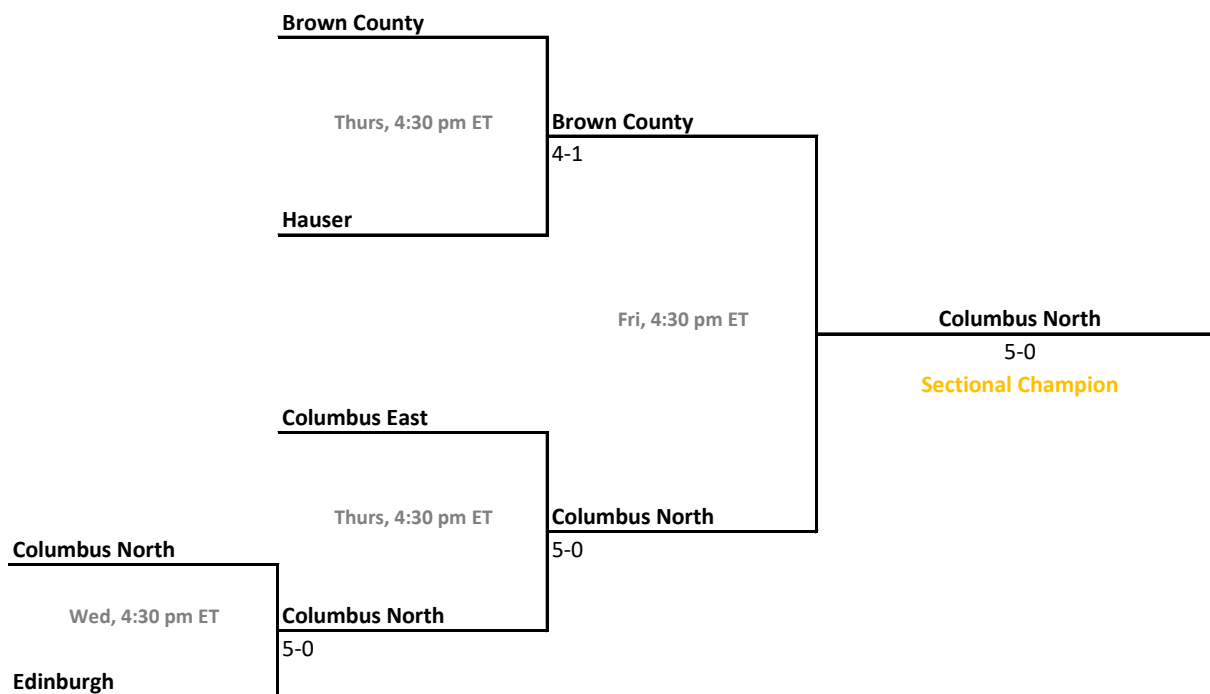 Brown County
Thurs, 4:30 pm ET
Brown County
4-1
Hauser
Fri, 4:30 pm ET
Columbus North
5-0
Sectional Champion
Columbus East
Thurs, 4:30 pm ET
Columbus North
5-0
Columbus North
Wed, 4:30 pm ET
Columbus North
5-0
Edinburgh